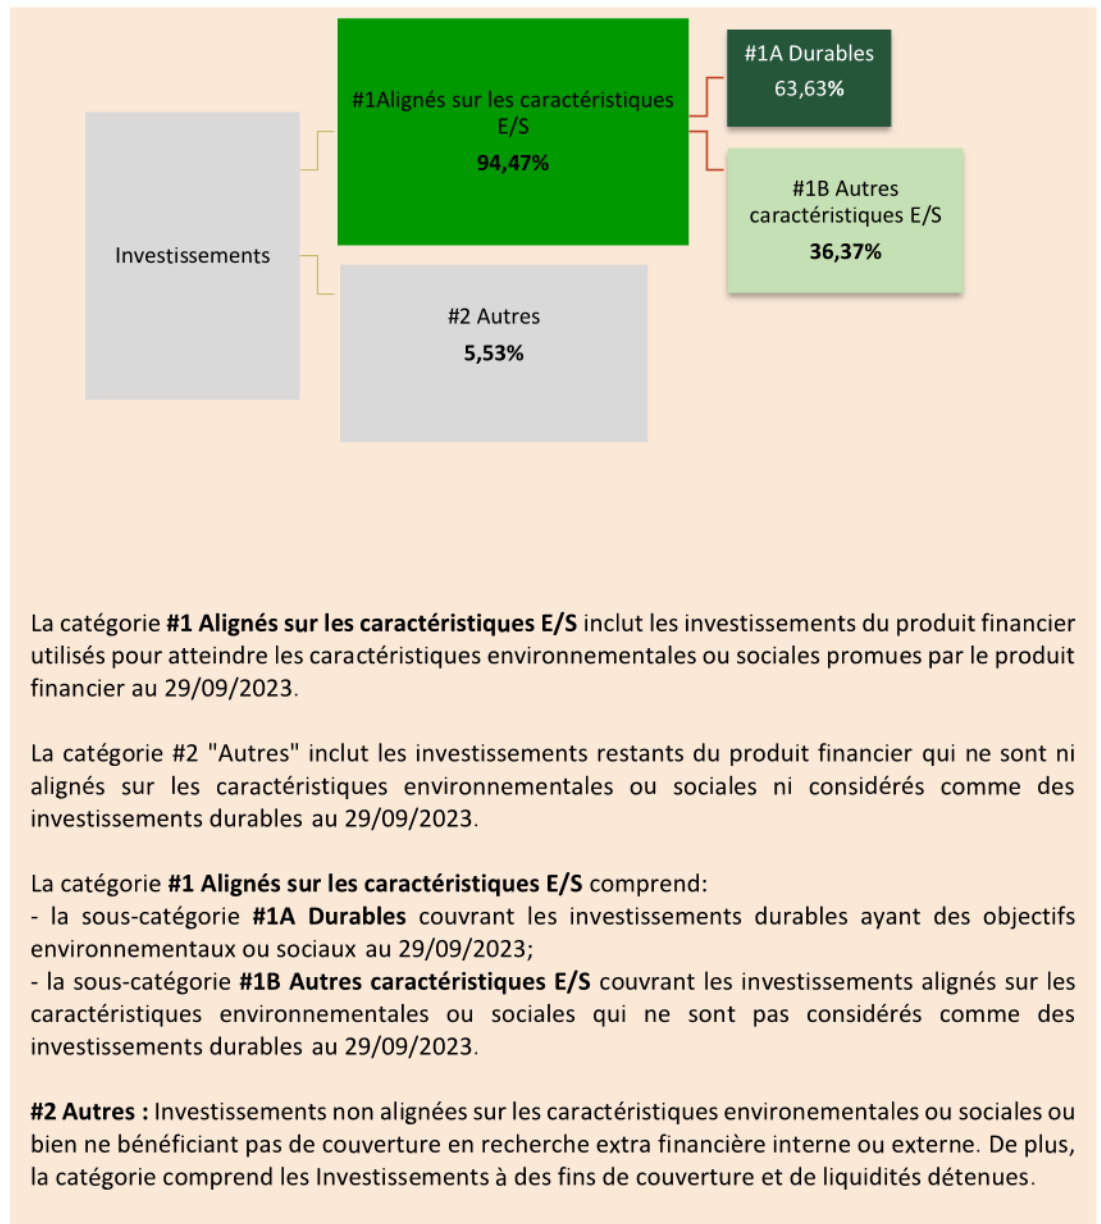 #1A Durables
63,63%
#1Alignés sur les caractéristiques
E/S
94,47%
#1B Autres
caractéristiques E/S
36,37%
Investissements
#2 Autres
5,53%
La catégorie #1 Alignés sur les caractéristiques E/S inclut les investissements du produit financier
utilisés pour atteindre les caractéristiques environnementales ou sociales promues par le produit
financier au 29/09/2023.
La catégorie #2 "Autres" inclut les investissements restants du produit financier qui ne sont ni
alignés sur les caractéristiques environnementales ou sociales ni considérés comme des
investissements durables au 29/09/2023.
La catégorie #1 Alignés sur les caractéristiques E/S comprend:
- la sous-catégorie #1A Durables couvrant les investissements durables ayant des objectifs
environnementaux ou sociaux au 29/09/2023;
- la sous-catégorie #1B Autres caractéristiques E/S couvrant les investissements alignés sur les
caractéristiques environnementales ou sociales qui ne sont pas considérés comme des
investissements durables au 29/09/2023.
#2 Autres : Investissements non alignées sur les caractéristiques environementales ou sociales ou
bien ne bénéficiant pas de couverture en recherche extra financière interne ou externe. De plus,
la catégorie comprend les Investissements à des fins de couverture et de liquidités détenues.